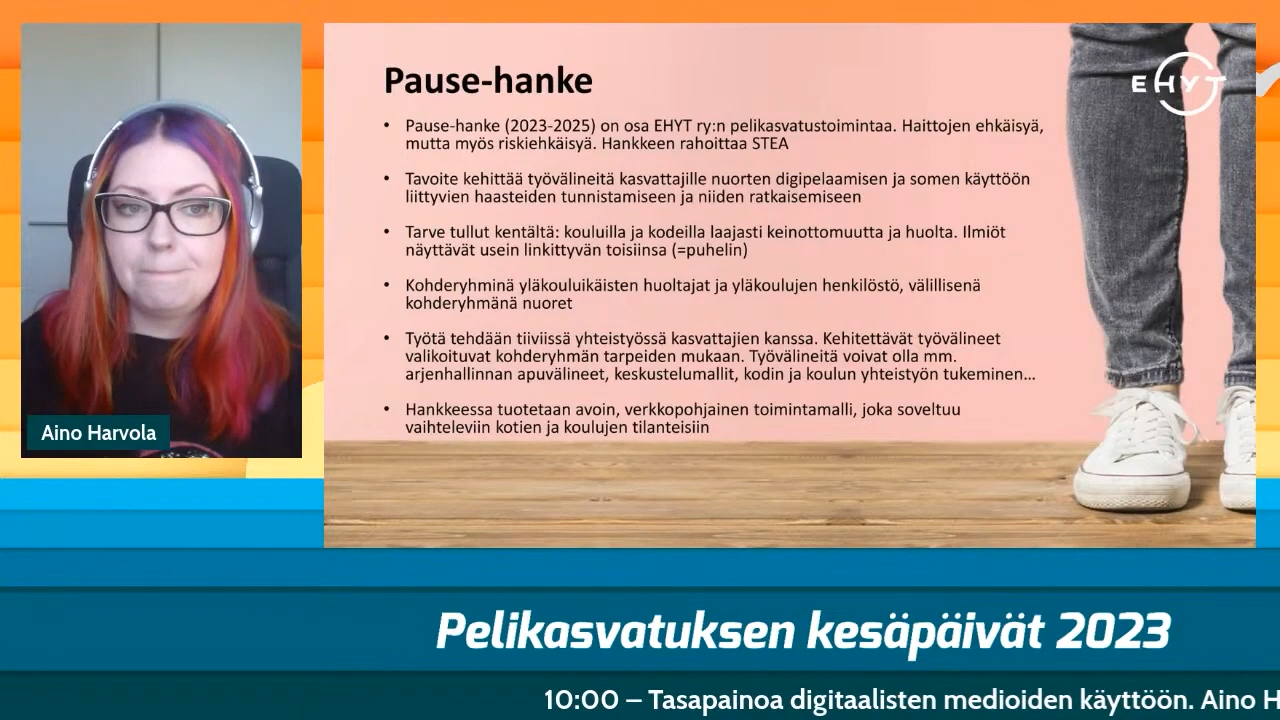 EHYT
Pause-hanke
• Pause-hanke (2023-2025) on osa EHYT ry:n pelikasvatustoimintaa. Haittojen ehkäisyä,
mutta myös riskiehkäisyä. Hankkeen rahoittaa STEA
• Tavoite kehittää työvälineitä kasvattajille nuorten digipelaamisen ja somen käyttöön
liittyvien haasteiden tunnistamiseen ja niiden ratkaisemiseen
• Tarve tullut kentältä: kouluilla ja kodeilla laajasti keinottomuutta ja huolta. Ilmiöt
näyttävät usein linkittyvän toisiinsa (=puhelin)
• Kohderyhminä yläkouluikäisten huoltajat ja yläkoulujen henkilöstö, välillisenä
kohderyhmänä nuoret
• Työtä tehdään tiiviissä yhteistyössä kasvattajien kanssa. Kehitettävät työvälineet
valikoituvat kohderyhmän tarpeiden mukaan. Työvälineitä voivat olla mm.
arjenhallinnan apuvälineet, keskustelumallit, kodin ja koulun yhteistyön tukeminen…
• Hankkeessa tuotetaan avoin, verkkopohjainen toimintamalli, joka soveltuu
vaihteleviin kotien ja koulujen tilanteisiin
Aino Harvola
Pelikasvatuksen kesäpäivät 2023
10:00 – Tasapainoa digitaalisten medioiden käyttöön. Aino H